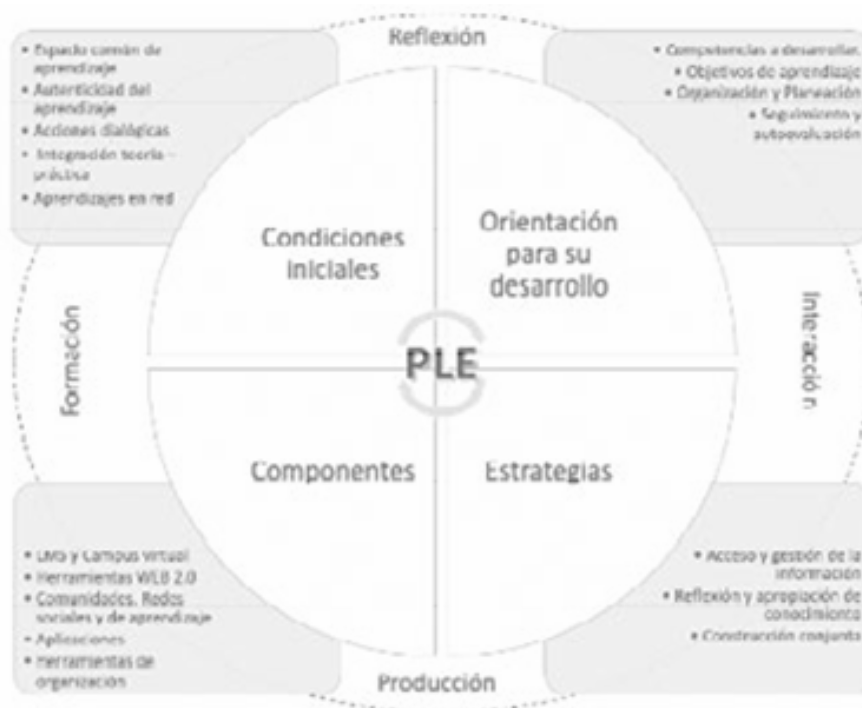 Reflexión
• Espacio común de
aprendizaje
• Autenticidad del
aprendizaje
• Acciones dialógicas
• Integración teoría –
práctica
• Aprendizajes en red
• Competencias a desarrollar.
• Objetivos de aprendizaje
• Organización y Planeación
• Seguimiento y
autoevaluación
Condiciones
iniciales
Orientación
para su
desarrollo
Formación
PLE
Interacción
Componentes
Estrategias
• LMS y Campus virtual
• Herramientas WEB 2.0
• Comunidades, Redes
sociales y de aprendizaje
• Aplicaciones
• Herramientas de
organización
• Acceso y gestión de la
información
• Reflexión y apropiación de
conocimiento
• Construcción conjunta
Producción